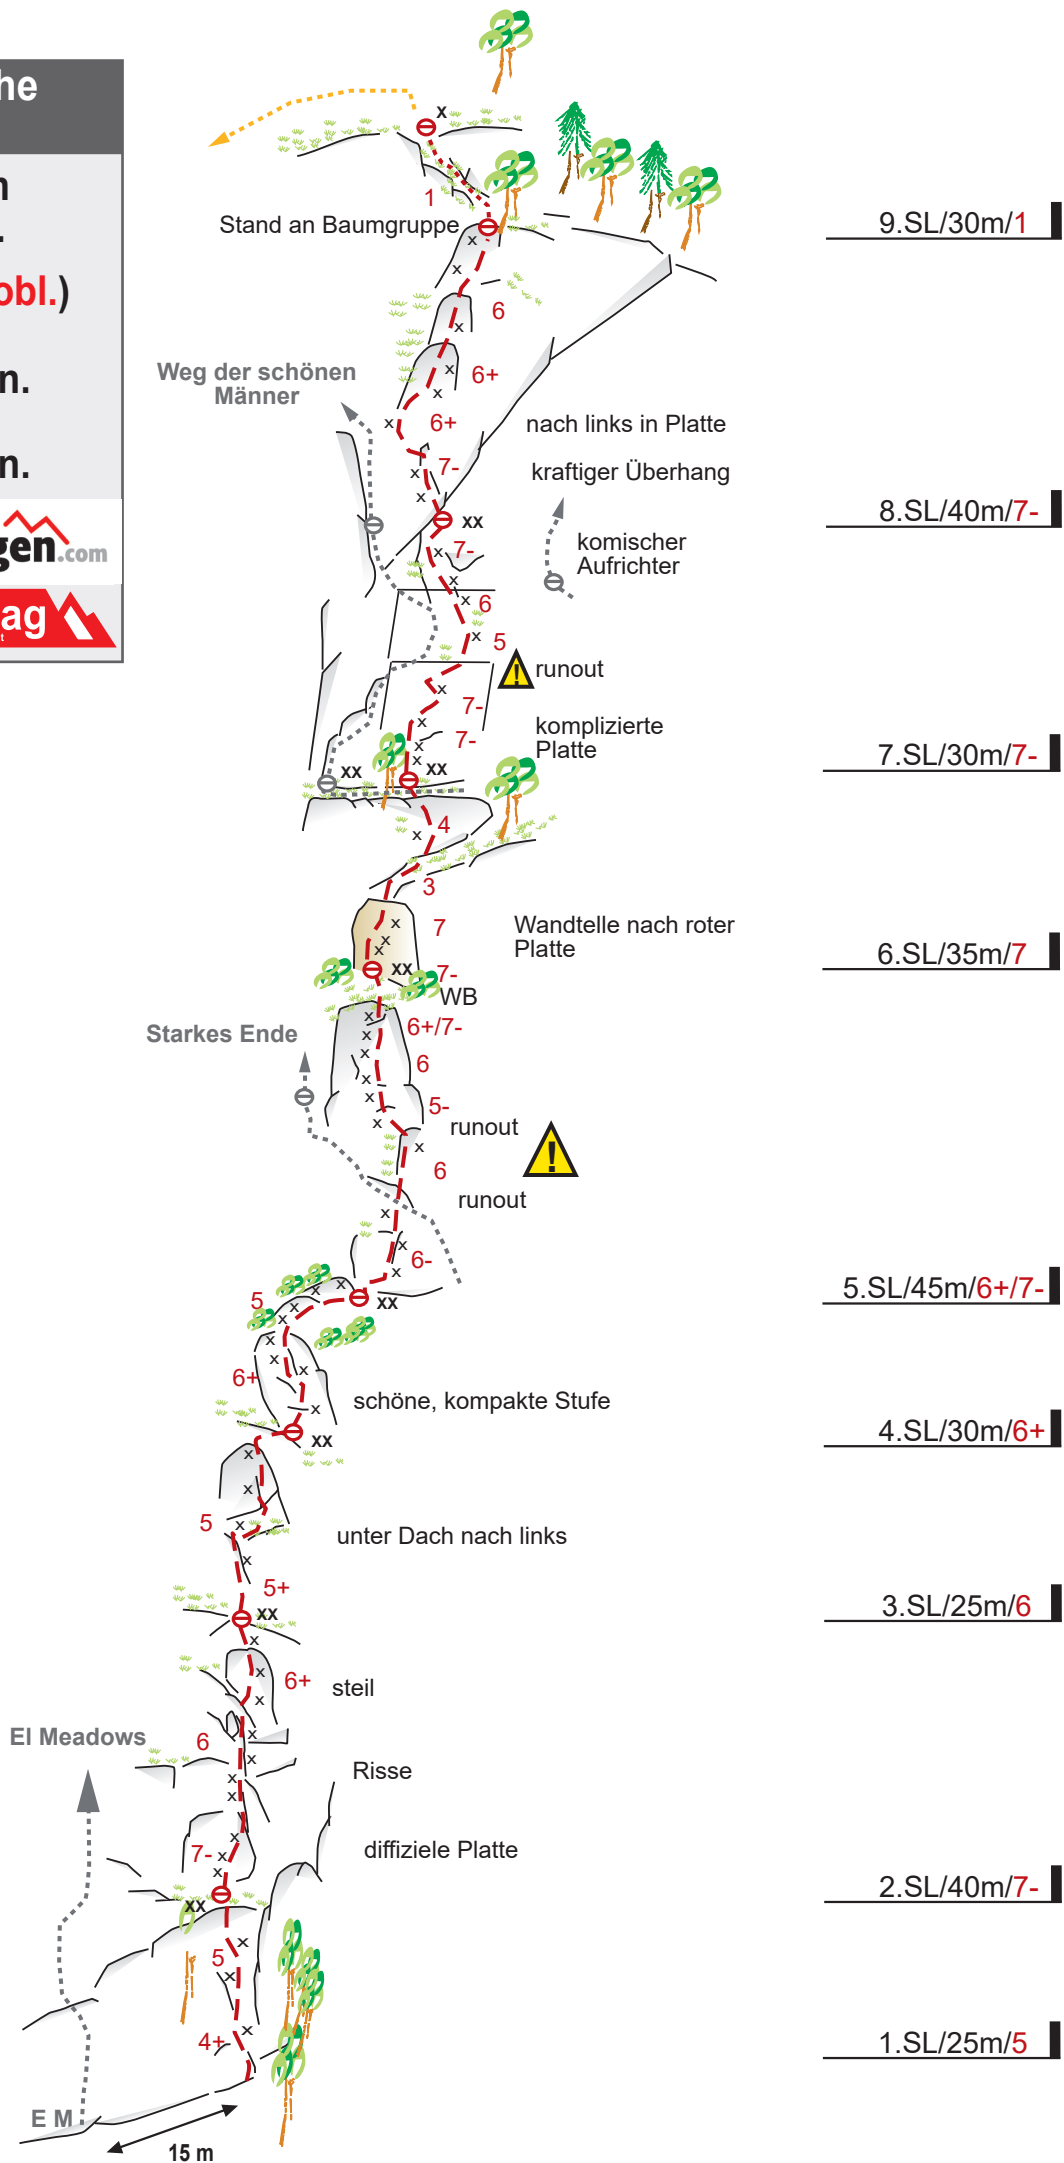 he
n
.
obl.)
n.
n.
gen.com
ag
t
x
1
Stand an Baumgruppe
9.SL/30m/1
x
x
6
x
Weg der schönen
Männer
x
6+
x
x
6+
nach links in Platte
7-
x
kraftiger Überhang
x
xx
8.SL/40m/7-
komischer
Aufrichter
x
7-
x
x
6
x
5
runout
x
7-
x
komplizierte
Platte
7-
x
x
xx
xx
7.SL/30m/7-
4
x
3
x
7
Wandtelle nach roter
Platte
x
x
xx
7-
WB
6.SL/35m/7
x
6+/7-
Starkes Ende
x
x
6
x
x
5-
x
runout
x
6
runout
x
x
6-
x
5.SL/45m/6+/7-
x
x
xx
5
x
x
x
x
x
6+
schöne, kompakte Stufe
x
4.SL/30m/6+
xx
x
x
5
x
unter Dach nach links
x
5+
xx
3.SL/25m/6
x
x
6+
steil
x
El Meadows
x
6
x
Risse
x
x
x
7-
x
diffiziele Platte
x
xx
2.SL/40m/7-
x
5
x
x
4+
1.SL/25m/5
E M
15 m